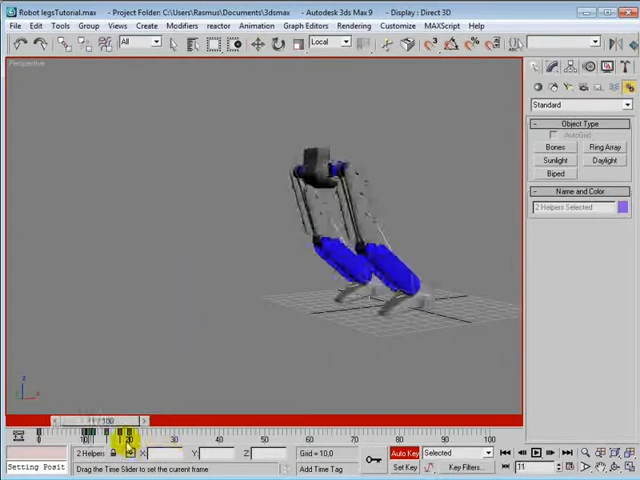 Robot legsTutorial.max - Project Folder: C:\Users\Rasmus\Documents\3dsmax - Autodesk 3ds Max 9 - Display : Direct 3D
File Edit Tools Group Views Create Modifiers reactor Animation Graph Editors Rendering Customize MAXScript Help
All Local
Perspective
Standard
- Object Type
AutoGrid
Bones Ring Array
Sunlight Daylight
Biped
- Name and Color
2 Helpers Selected
z
x
0 10 20 30 40 50 60 70 80 90 100
2 Helpers X: Y: Z: Grid = 10,0 Auto Key Selected
Setting Posit Drag the Time Slider to set the current frame Add Time Tag Set Key Key Filters... 11